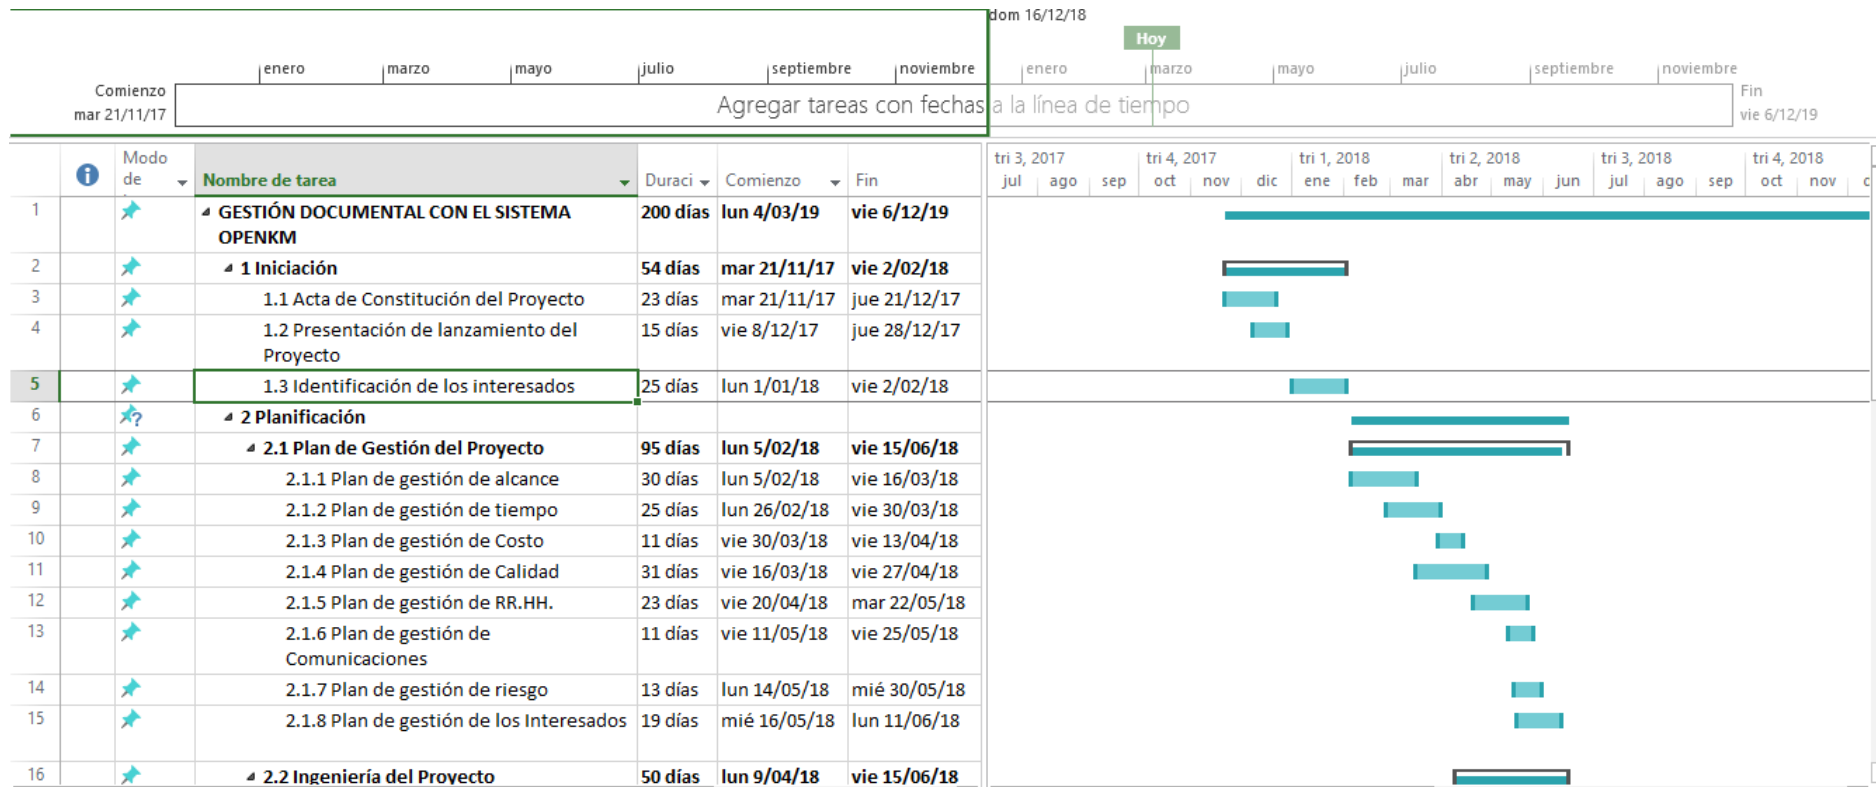 dom 16/12/18
Hoy
enero marzo mayo julio septiembre noviembre enero marzo mayo julio septiembre noviembre
Comienzo
mar 21/11/17
Agregar tareas con fechas a la línea de tiempo
Fin
vie 6/12/19
Modo
de
Nombre de tarea Duraci Comienzo Fin
tri 3, 2017 tri 4, 2017 tri 1, 2018 tri 2, 2018 tri 3, 2018 tri 4, 2018
jul ago sep oct nov dic ene feb mar abr may jun jul ago sep oct nov
1 GESTIÓN DOCUMENTAL CON EL SISTEMA 200 días lun 4/03/19 vie 6/12/19
OPENKM
2 1 Iniciación 54 días mar 21/11/17 vie 2/02/18
3 1.1 Acta de Constitución del Proyecto 23 días mar 21/11/17 jue 21/12/17
4 1.2 Presentación de lanzamiento del 15 días vie 8/12/17 jue 28/12/17
Proyecto
5 1.3 Identificación de los interesados 25 días lun 1/01/18 vie 2/02/18
6 ? 2 Planificación
7 2.1 Plan de Gestión del Proyecto 95 días lun 5/02/18 vie 15/06/18
8 2.1.1 Plan de gestión de alcance 30 días lun 5/02/18 vie 16/03/18
9 2.1.2 Plan de gestión de tiempo 25 días lun 26/02/18 vie 30/03/18
10 2.1.3 Plan de gestión de Costo 11 días vie 30/03/18 vie 13/04/18
11 2.1.4 Plan de gestión de Calidad 31 días vie 16/03/18 vie 27/04/18
12 2.1.5 Plan de gestión de RR.HH. 23 días vie 20/04/18 mar 22/05/18
13 2.1.6 Plan de gestión de 11 días vie 11/05/18 vie 25/05/18
Comunicaciones
14 2.1.7 Plan de gestión de riesgo 13 días lun 14/05/18 mié 30/05/18
15 2.1.8 Plan de gestión de los Interesados 19 días mié 16/05/18 lun 11/06/18
16 2.2 Ingeniería del Proyecto 50 días lun 9/04/18 vie 15/06/18